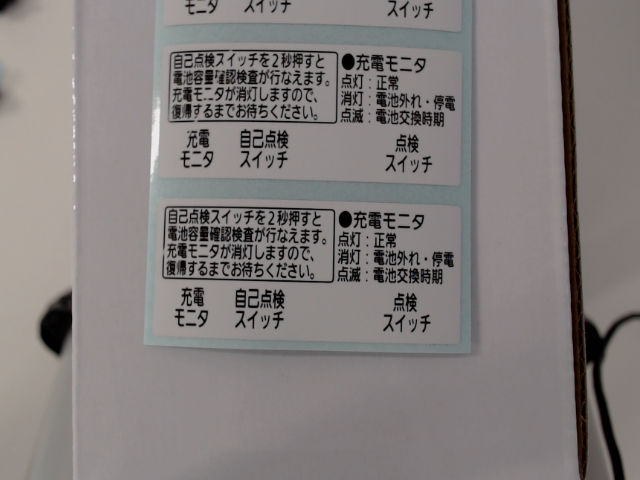 モニタ スイッチ スイッチ
自己点検スイッチを2秒押すと
電池容量確認検査が行なえます。
充電モニタが消灯しますので、
復帰するまでお待ちください。
●充電モニタ
点灯：正常
消灯：電池外れ・停電
点滅：電池交換時期
充電 自己点検 点検
モニタ スイッチ スイッチ
自己点検スイッチを2秒押すと
電池容量確認検査が行なえます。
充電モニタが消灯しますので、
復帰するまでお待ちください。
●充電モニタ
点灯：正常
消灯：電池外れ・停電
点滅：電池交換時期
充電 自己点検 点検
モニタ スイッチ スイッチ